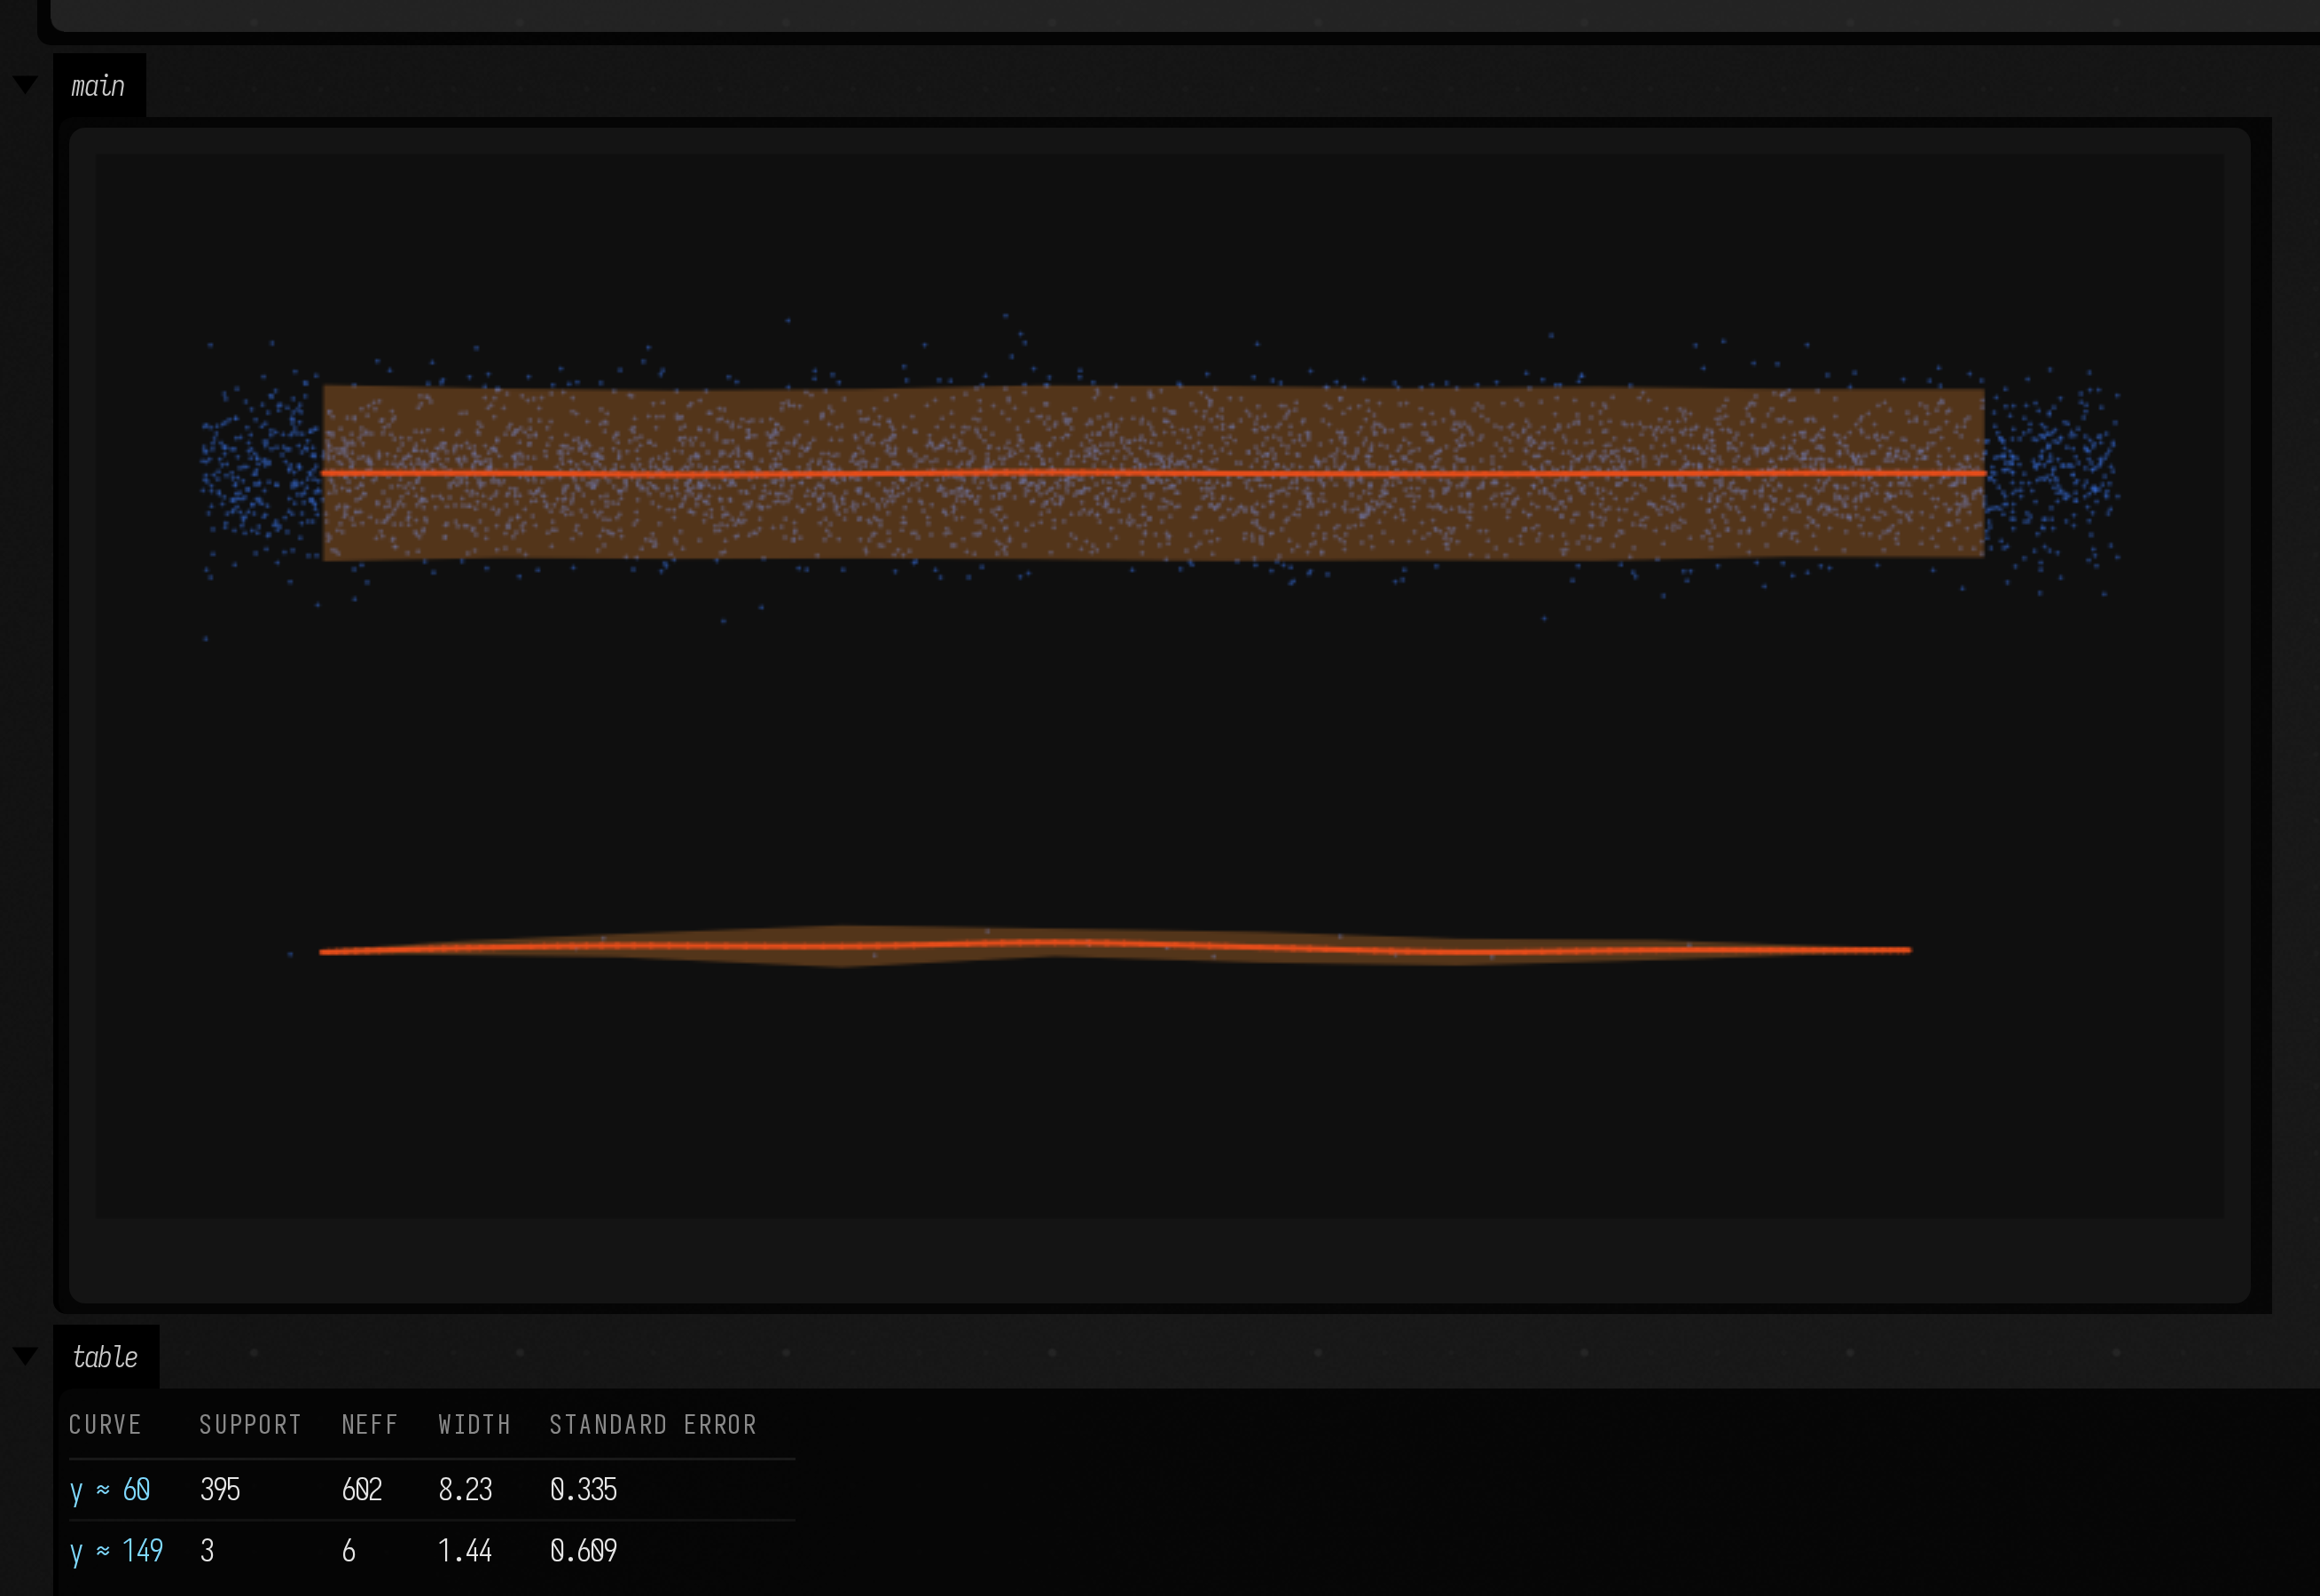 main
table
CURVE SUPPORT NEFF WIDTH STANDARD ERROR
y ≈ 60 395 602 8.23 0.335
y ≈ 149 3 6 1.44 0.609